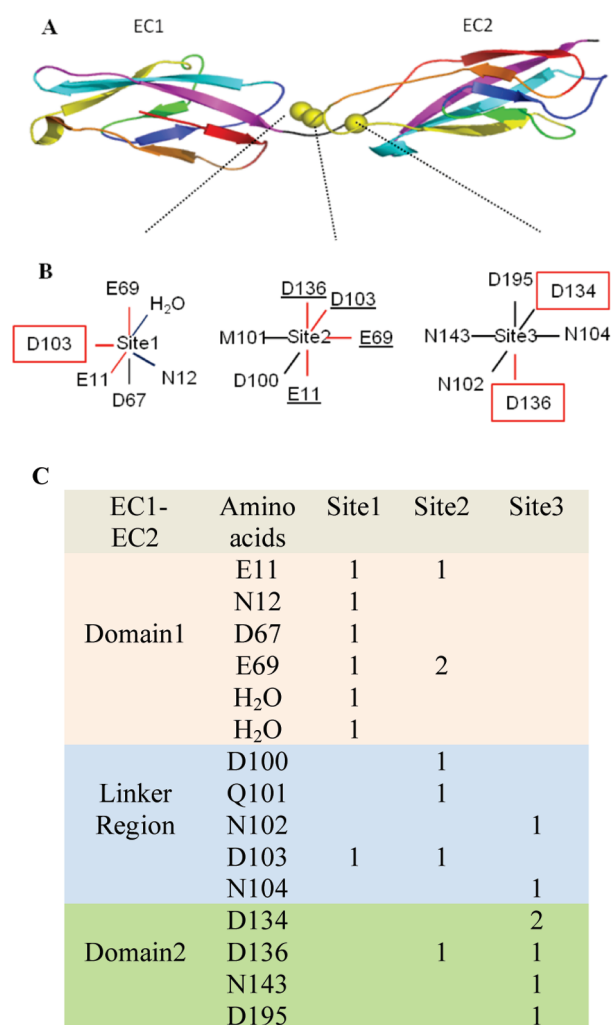 A
EC1
EC2
B
E69
H₂O
D103
Site1
E11
N12
D67
D136
D103
M101
Site2
E69
D100
E11
D195
D134
N143
Site3
N104
N102
D136
C
EC1-EC2 Amino acids Site1 Site2 Site3
E11 1 1
N12 1
Domain1 D67 1
E69 1 2
H₂O 1
H₂O 1
D100 1
Linker Q101 1
Region N102 1
D103 1 1
N104 1
D134 2
Domain2 D136 1 1
N143 1
D195 1